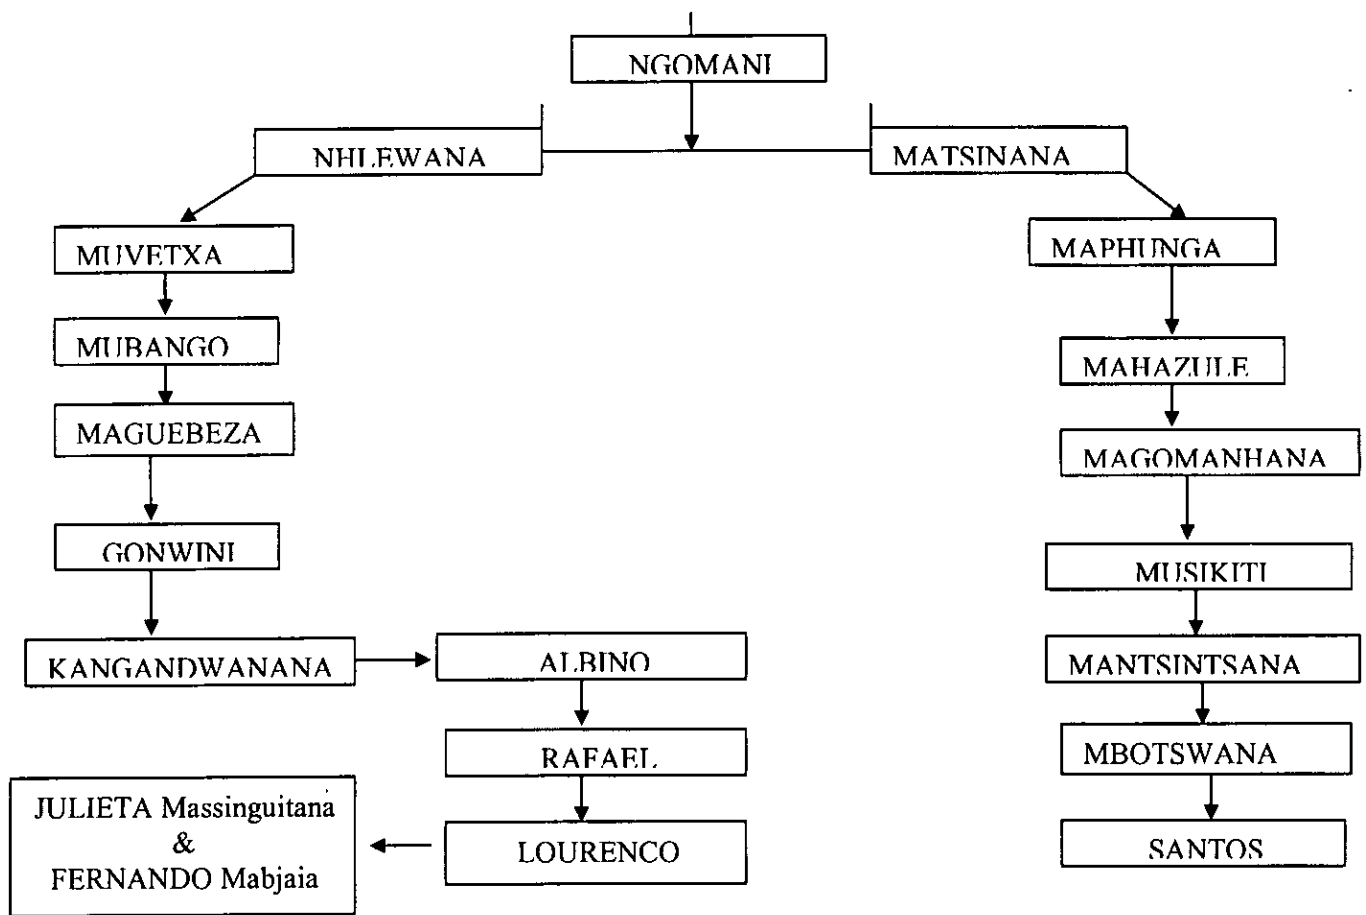 NGOMANI
NHLEWANA
MATSINANA
MUVETXA
MAPHUNGA
MUBANGO
MAHAZULE
MAGUEBEZA
MAGOMANHANA
GONWINI
MUSIKITI
KANGANDWANANA
ALBINO
MANTSINTSANA
RAFAEL
MBOTSWANA
JULIETA Massinguitana
&
FERNANDO Mabjaia
LOURENCO
SANTOS